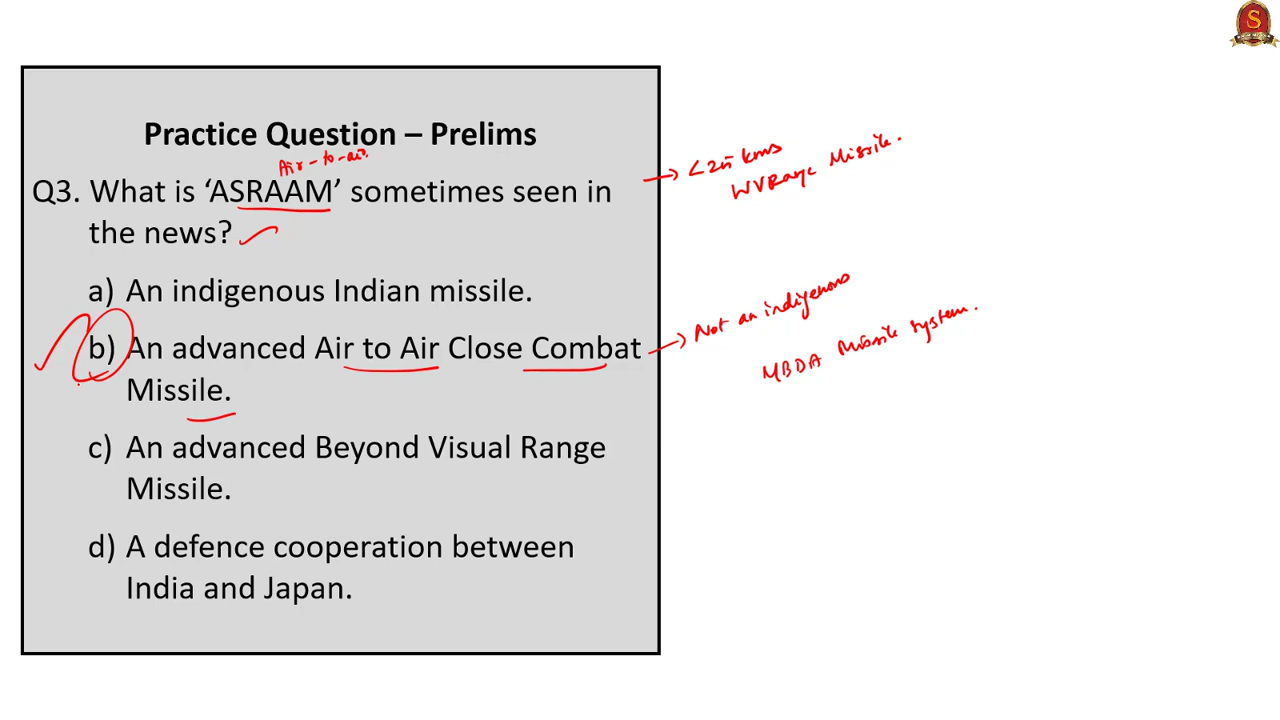 S
Practice Question – Prelims
Air-to-air
Q3. What is ‘ASRAAM’ sometimes seen in
the news?
a) An indigenous Indian missile.
b) An advanced Air to Air Close Combat
Missile.
c) An advanced Beyond Visual Range
Missile.
d) A defence cooperation between
India and Japan.
<25 kms
WVRange Missile.
Not an indigenous
MBDA Missile system.